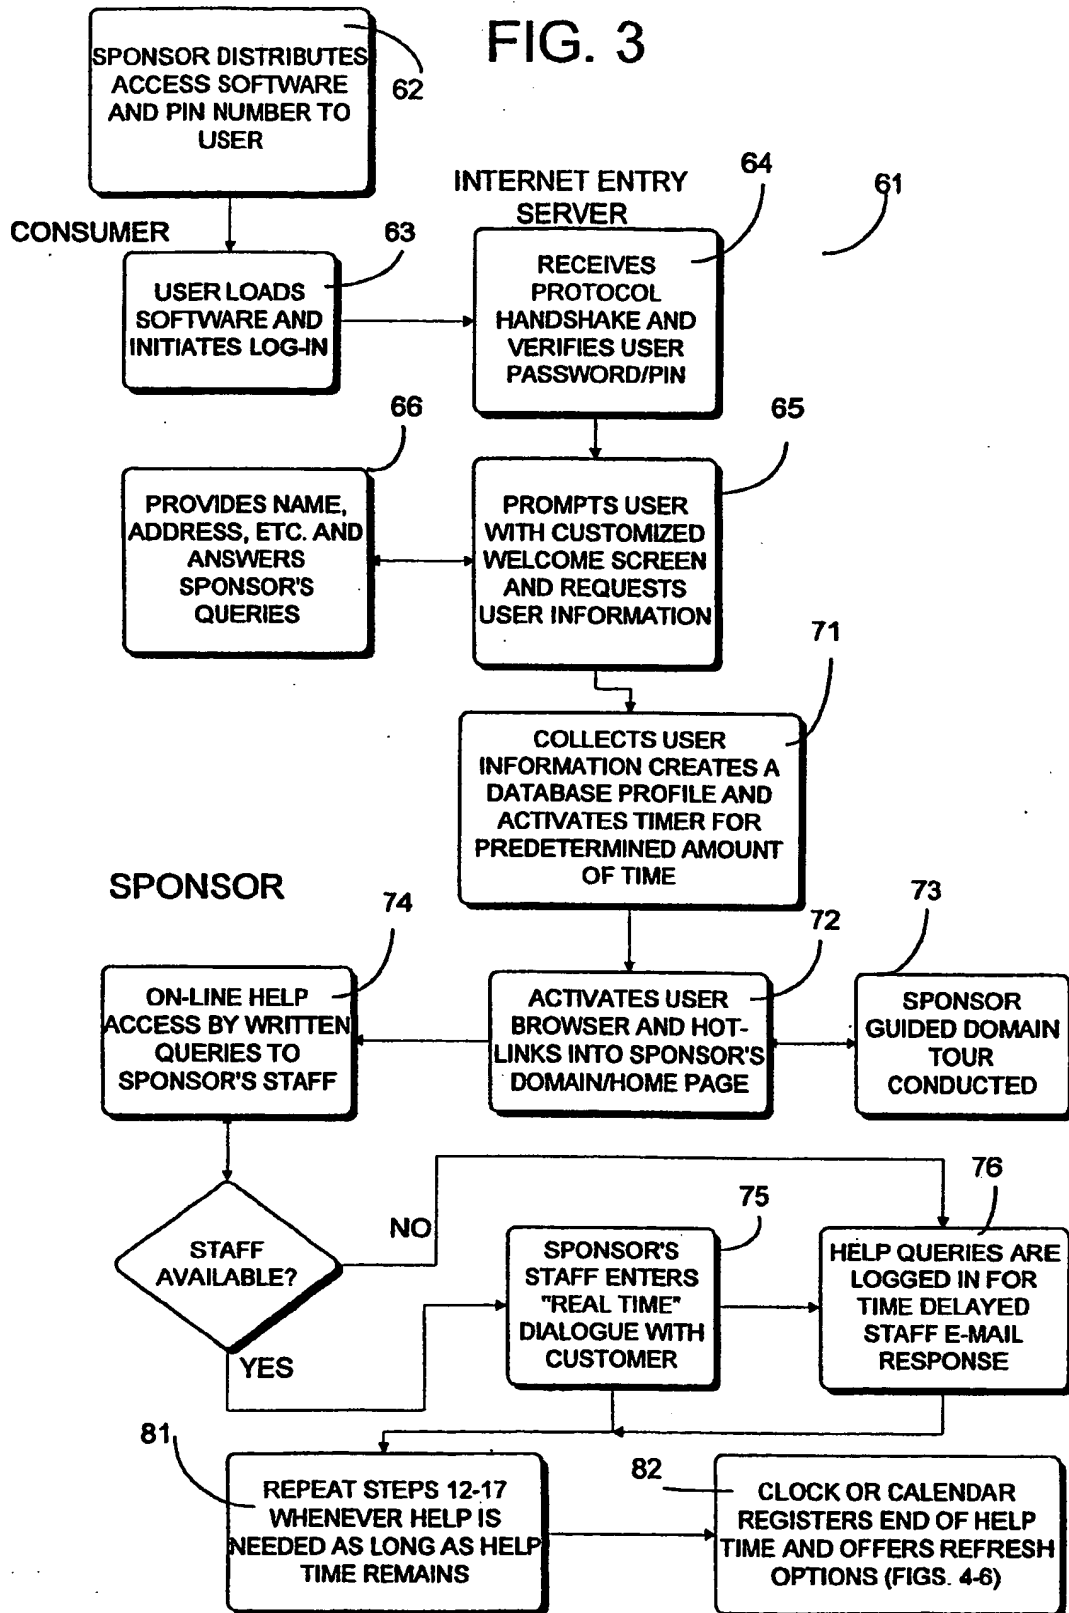 FIG. 3
SPONSOR DISTRIBUTES
ACCESS SOFTWARE
AND PIN NUMBER TO
USER
62
INTERNET ENTRY
SERVER
64
61
CONSUMER
63
USER LOADS
SOFTWARE AND
INITIATES LOG-IN
RECEIVES
PROTOCOL
HANDSHAKE AND
VERIFIES USER
PASSWORD/PIN
66
65
PROVIDES NAME,
ADDRESS, ETC. AND
ANSWERS
SPONSOR'S
QUERIES
PROMPTS USER
WITH CUSTOMIZED
WELCOME SCREEN
AND REQUESTS
USER INFORMATION
71
COLLECTS USER
INFORMATION CREATES A
DATABASE PROFILE AND
ACTIVATES TIMER FOR
PREDETERMINED AMOUNT
OF TIME
SPONSOR
74
72
73
ON-LINE HELP
ACCESS BY WRITTEN
QUERIES TO
SPONSOR'S STAFF
ACTIVATES USER
BROWSER AND HOT-
LINKS INTO SPONSOR'S
DOMAIN/HOME PAGE
SPONSOR
GUIDED DOMAIN
TOUR
CONDUCTED
STAFF
AVAILABLE?
NO
YES
75
SPONSOR'S
STAFF ENTERS
"REAL TIME"
DIALOGUE WITH
CUSTOMER
76
HELP QUERIES ARE
LOGGED IN FOR
TIME DELAYED
STAFF E-MAIL
RESPONSE
81
REPEAT STEPS 12-17
WHENEVER HELP IS
NEEDED AS LONG AS HELP
TIME REMAINS
82
CLOCK OR CALENDAR
REGISTERS END OF HELP
TIME AND OFFERS REFRESH
OPTIONS (FIGS. 4-6)